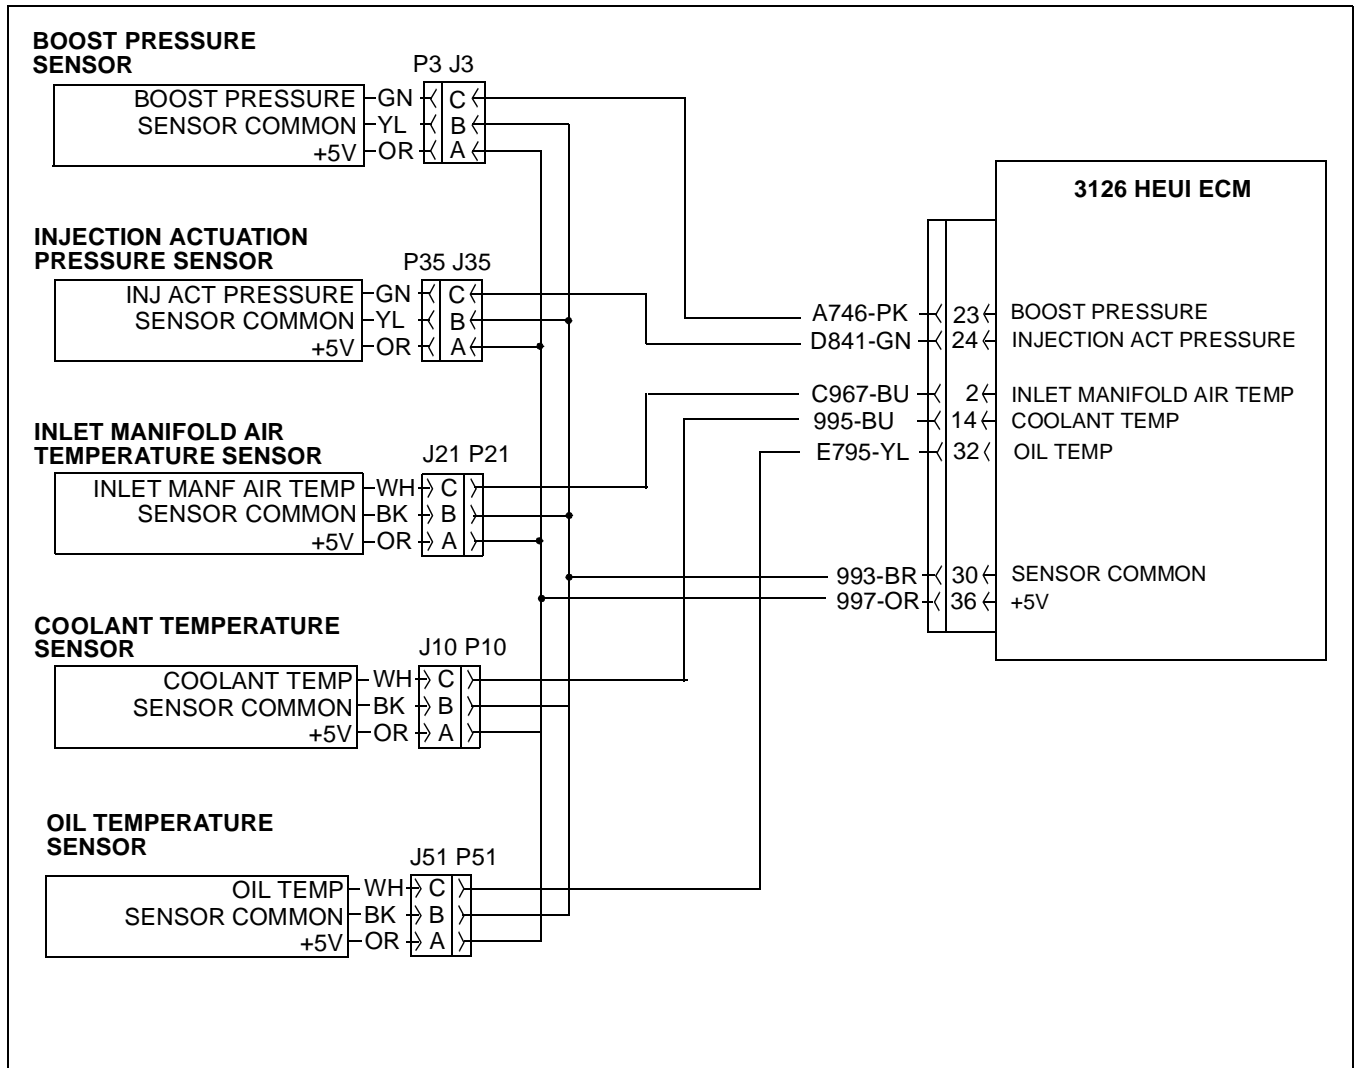 BOOST PRESSURE
SENSOR
P3 J3
BOOST PRESSURE GN C
SENSOR COMMON YL B
+5V OR A
INJECTION ACTUATION
PRESSURE SENSOR
P35 J35
INJ ACT PRESSURE GN C
SENSOR COMMON YL B
+5V OR A
INLET MANIFOLD AIR
TEMPERATURE SENSOR
J21 P21
INLET MANF AIR TEMP WH C
SENSOR COMMON BK B
+5V OR A
COOLANT TEMPERATURE
SENSOR
J10 P10
COOLANT TEMP WH C
SENSOR COMMON BK B
+5V OR A
OIL TEMPERATURE
SENSOR
J51 P51
OIL TEMP WH C
SENSOR COMMON BK B
+5V OR A
3126 HEUI ECM
A746-PK 23 BOOST PRESSURE
D841-GN 24 INJECTION ACT PRESSURE
C967-BU 2 INLET MANIFOLD AIR TEMP
995-BU 14 COOLANT TEMP
E795-YL 32 OIL TEMP
993-BR 30 SENSOR COMMON
997-OR 36 +5V